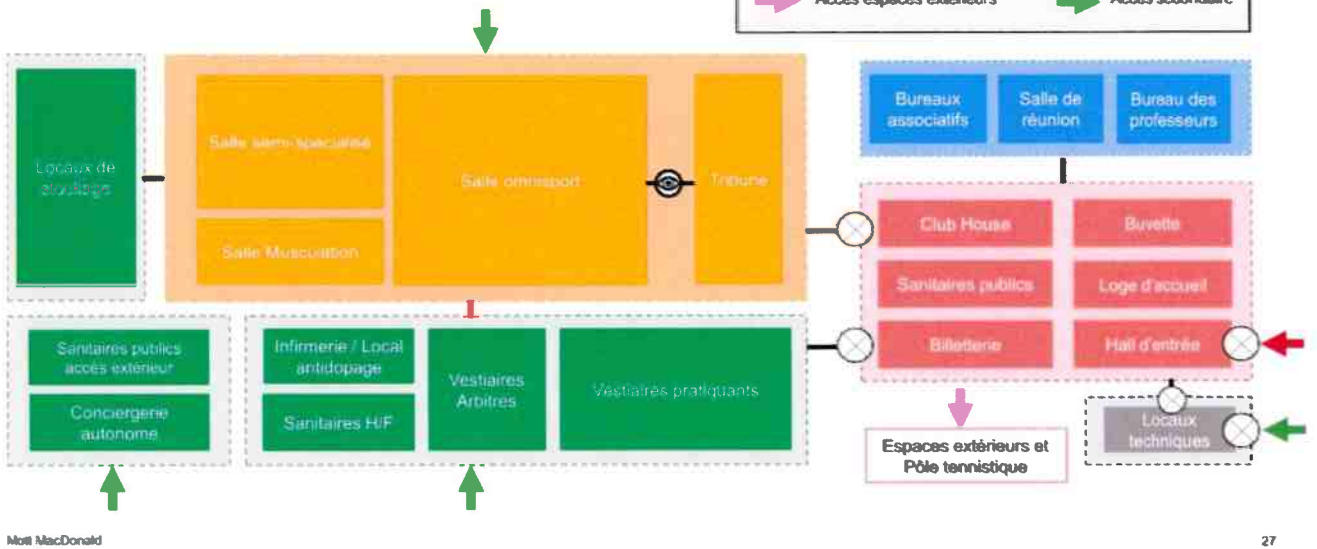 Accès espaces extérieurs
Accès secondaire
Locaux de
stockage
Salle semi-spécialisé
Salle Musculation
Salle omnisport
Tribune
Bureaux
associatifs
Salle de
réunion
Bureau des
professeurs
Club House
Buvette
Sanitaires publics
Loge d'accueil
Billetterie
Hall d'entrée
Sanitaires publics
accès extérieur
Conciergerie
autonome
Infirmerie / Local
antidopage
Sanitaires H/F
Vestiaires
Arbitres
Vestiaires pratiquants
Espaces extérieurs et
Pôle tennistique
Locaux
techniques
Mott MacDonald
27